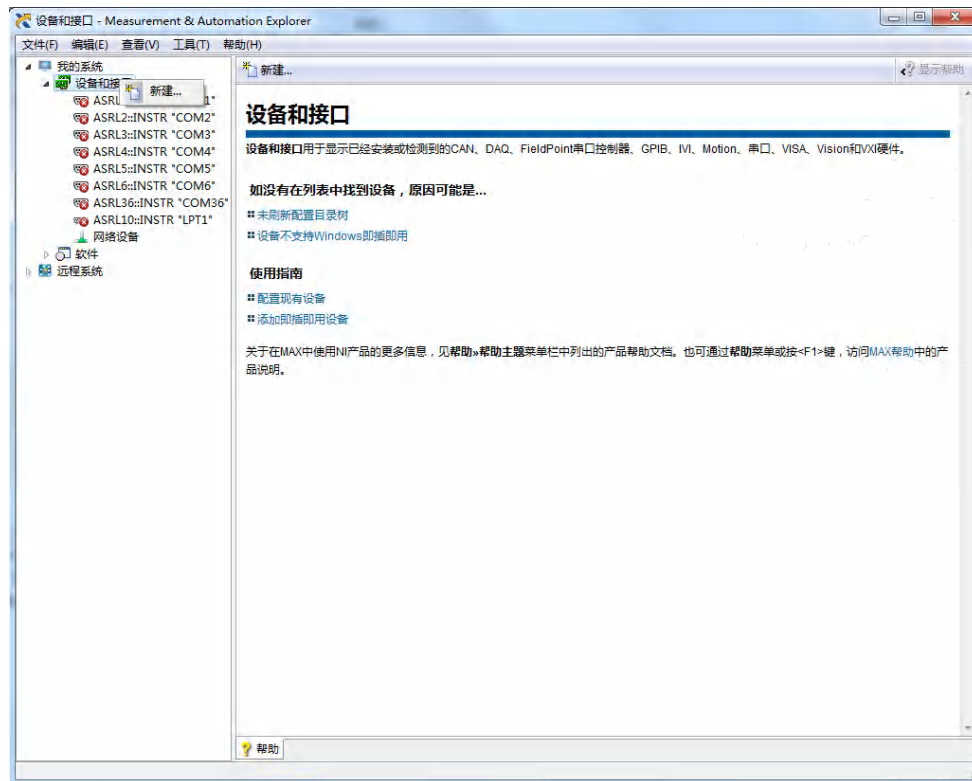 设备和接口 - Measurement & Automation Explorer
文件(F) 编辑(E) 查看(V) 工具(T) 帮助(H)
我的系统
设备和接
新建...
ASRL 1"
ASRL2::INSTR "COM2"
ASRL3::INSTR "COM3"
ASRL4::INSTR "COM4"
ASRL5::INSTR "COM5"
ASRL6::INSTR "COM6"
ASRL36::INSTR "COM36"
ASRL10::INSTR "LPT1"
网络设备
软件
远程系统
新建...
显示帮助
设备和接口
设备和接口用于显示已经安装或检测到的CAN、DAQ、FieldPoint串口控制器、GPIB、IVI、Motion、串口、VISA、Vision和VXI硬件。
如没有在列表中找到设备，原因可能是...
未刷新配置目录树
设备不支持Windows即插即用
使用指南
配置现有设备
添加即插即用设备
关于在MAX中使用NI产品的更多信息，见帮助»帮助主题菜单栏中列出的产品帮助文档。也可通过帮助菜单或按<F1>键，访问MAX帮助中的产
品说明。
帮助